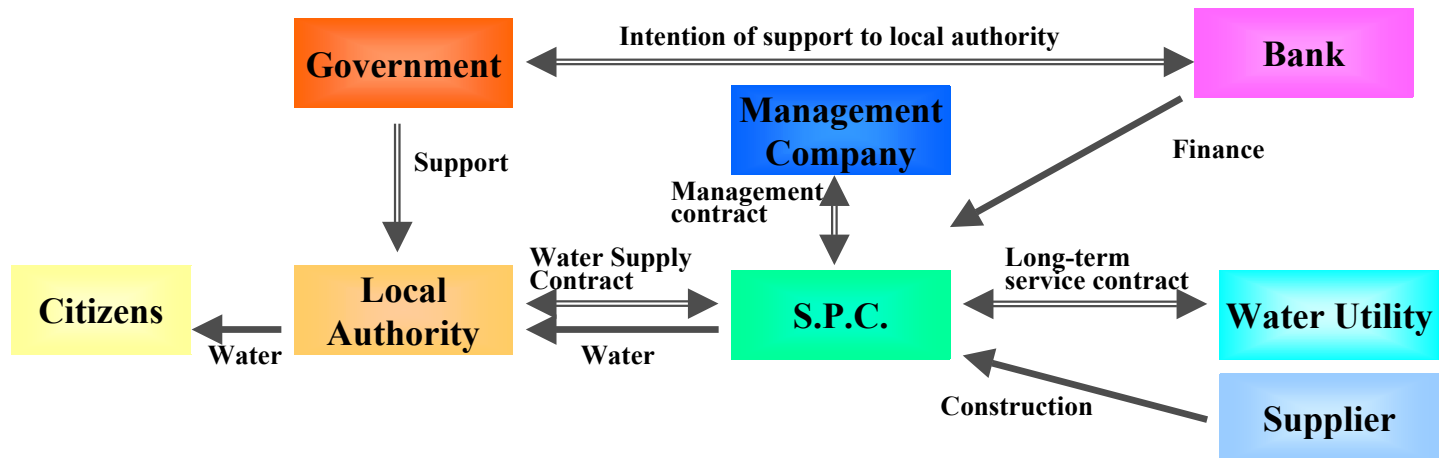 Intention of support to local authority
Government
Bank
Management
Company
Support
Finance
Management
contract
Water Supply
Contract
Long-term
service contract
Citizens
Local
Authority
S.P.C.
Water Utility
Water
Water
Construction
Supplier